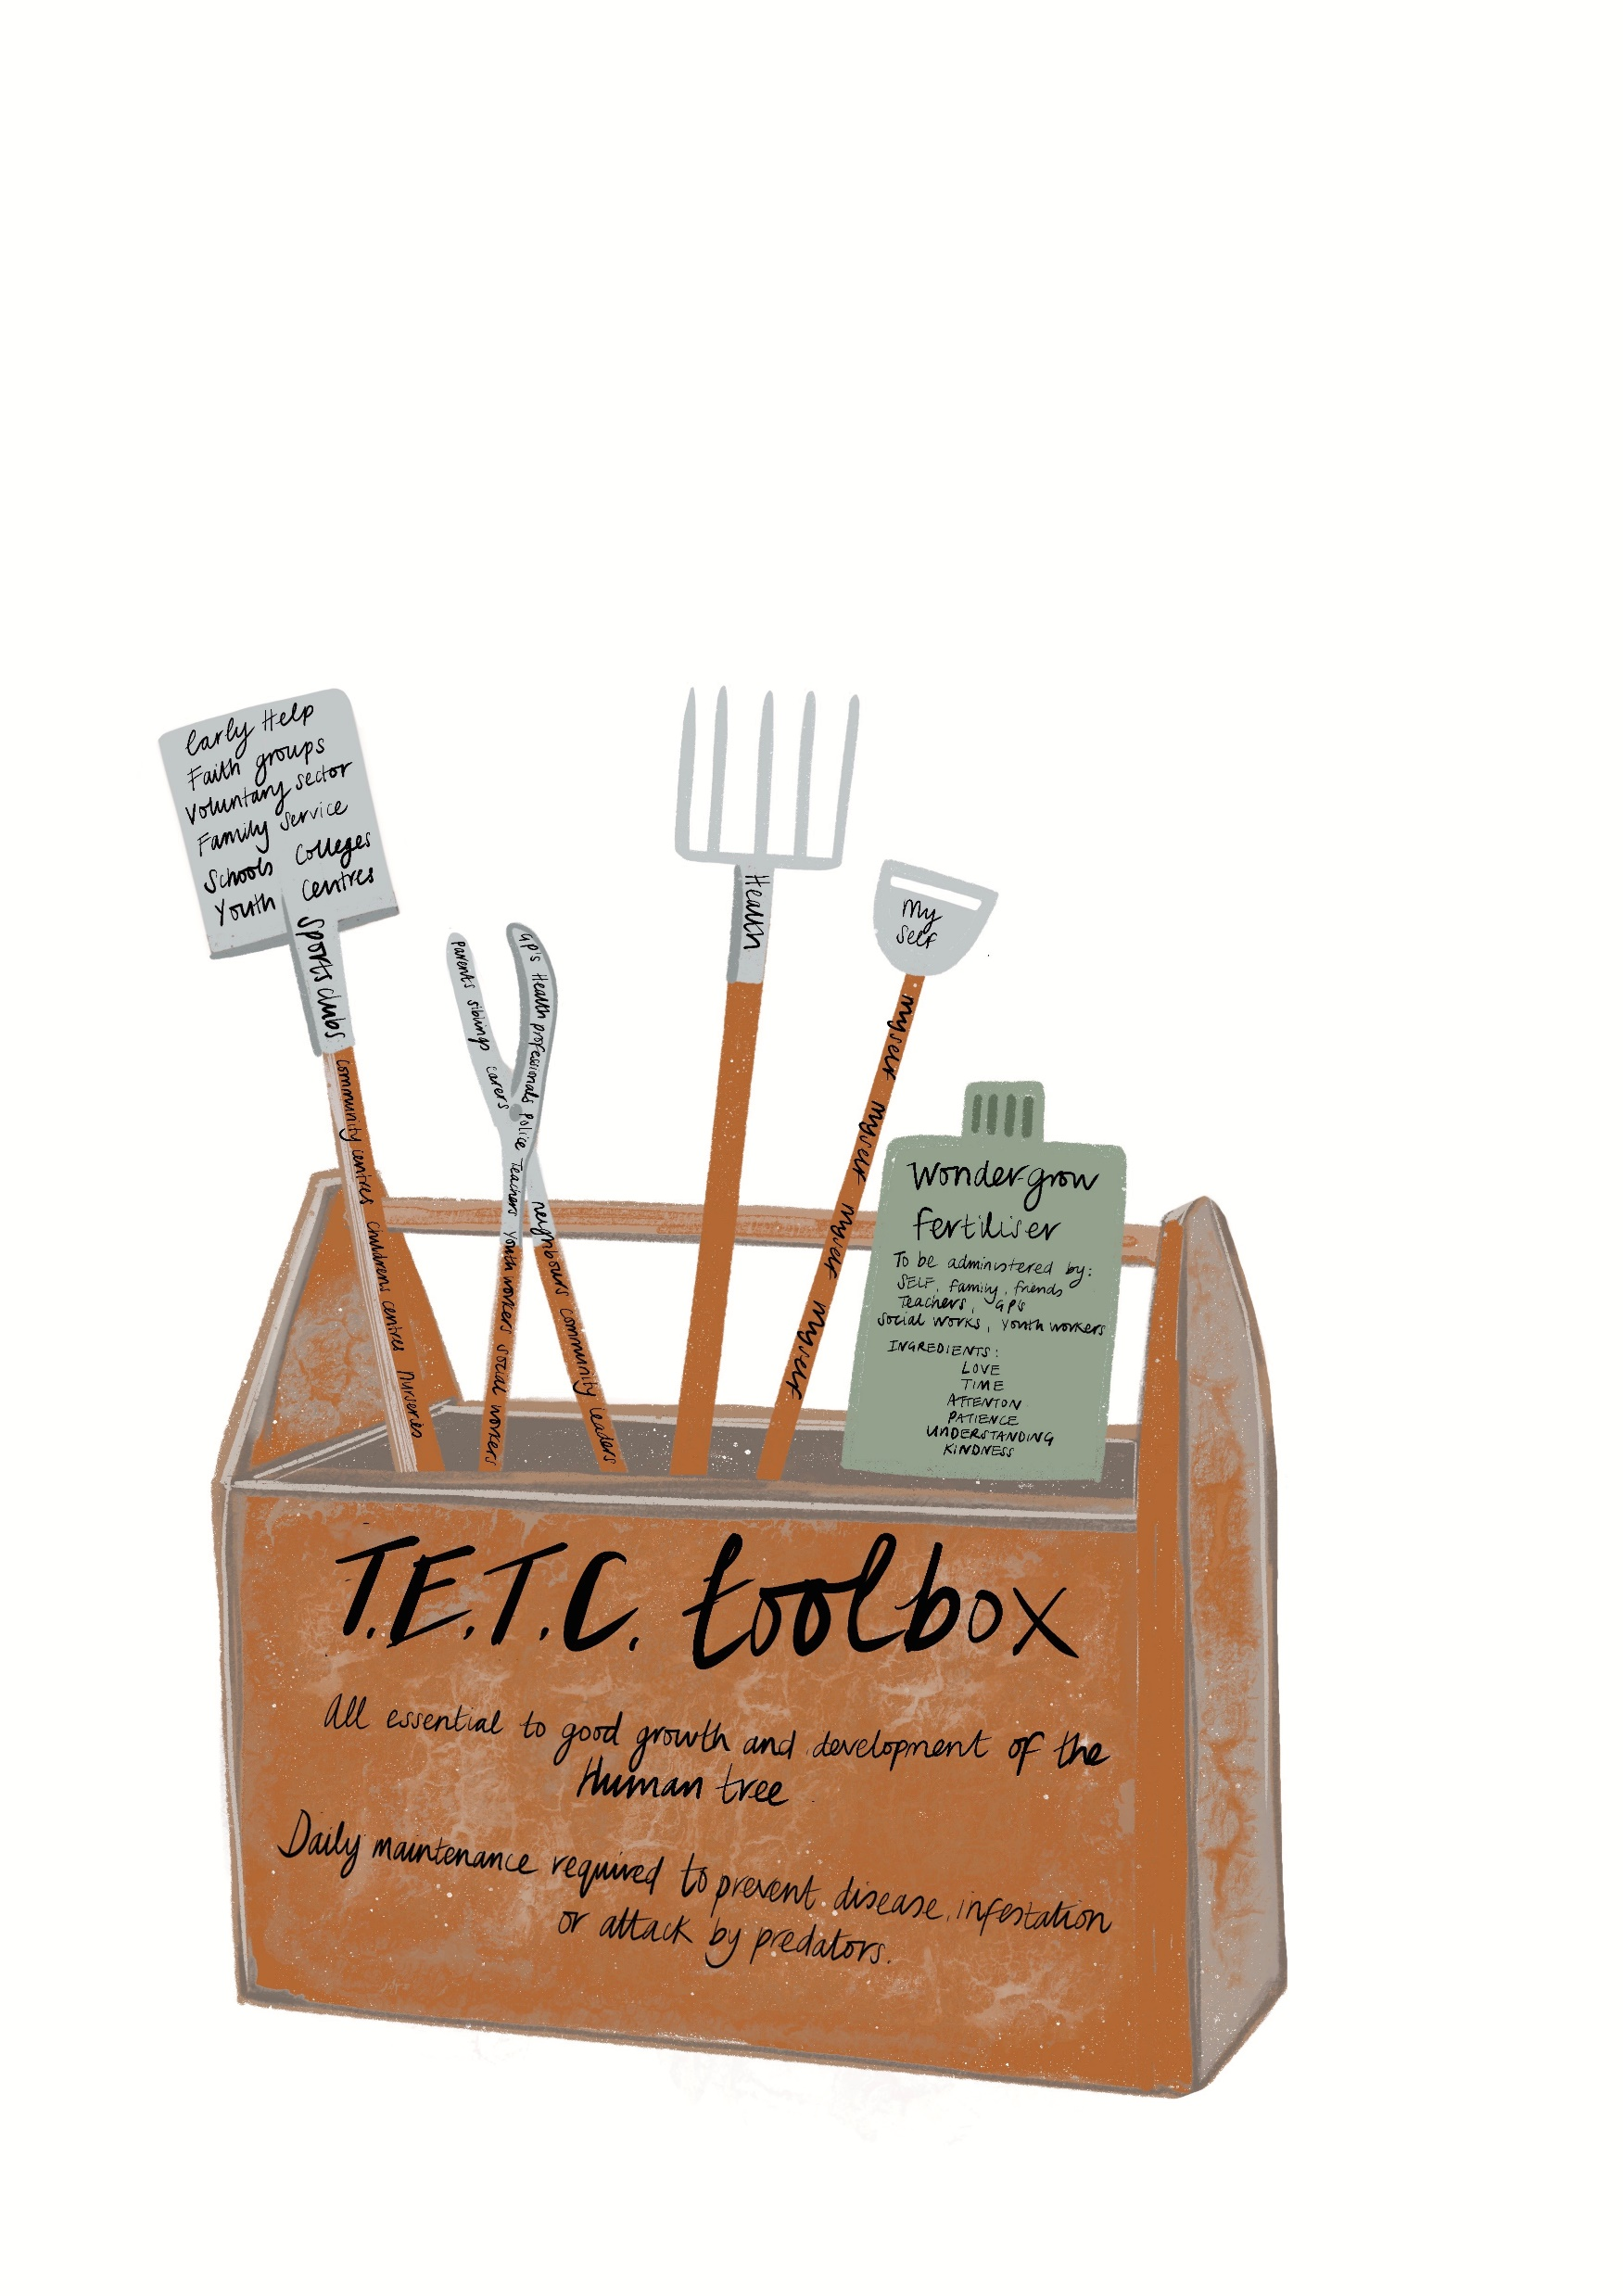 Early Help
Faith groups
Voluntary sector
Family Service
Schools Colleges
Youth Centres
Sports clubs
community centres childrens centres nurseries
Parents siblings carers
neighbours community leaders
GP's Health professionals Police Teachers Youth workers social workers
Health
My
Self
myself myself myself myself
Wonder-grow
fertiliser
To be administered by:
SELF, family, friends
Teachers, GP's
social works, youth workers
INGREDIENTS:
LOVE
TIME
ATTENTON
PATIENCE
UNDERSTANDING
KINDNESS
T.E.T.C. toolbox
All essential to good growth and development of the
Human tree
Daily maintenance required to prevent disease, infestation
or attack by predators.